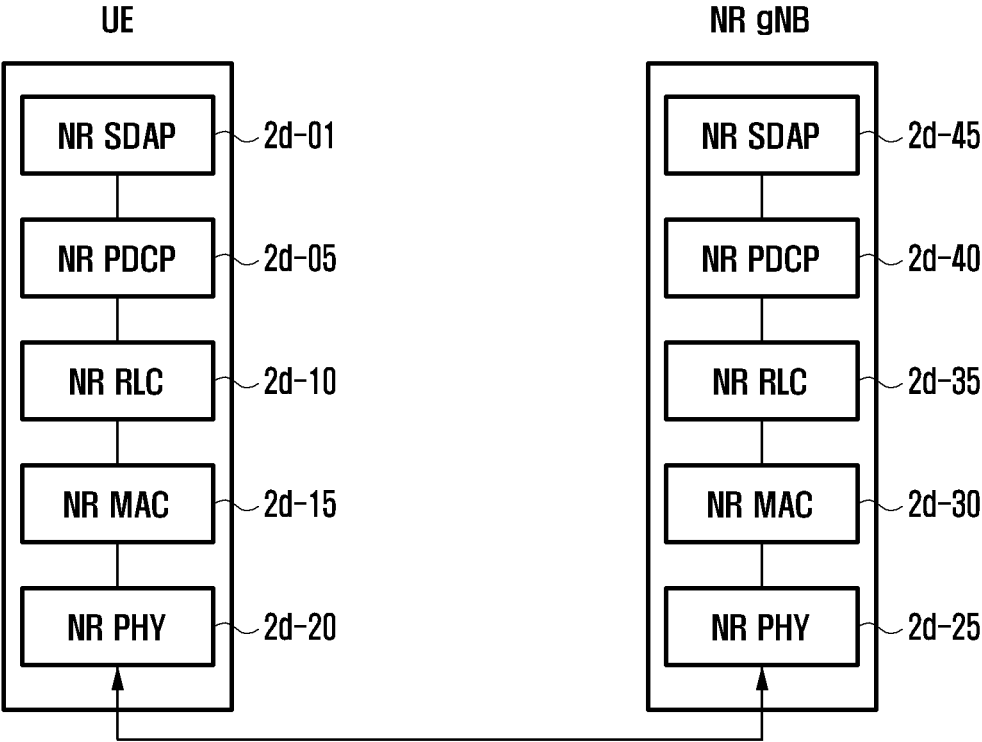 UE NR gNB
NR SDAP 2d-01 NR SDAP 2d-45
NR PDCP 2d-05 NR PDCP 2d-40
NR RLC 2d-10 NR RLC 2d-35
NR MAC 2d-15 NR MAC 2d-30
NR PHY 2d-20 NR PHY 2d-25